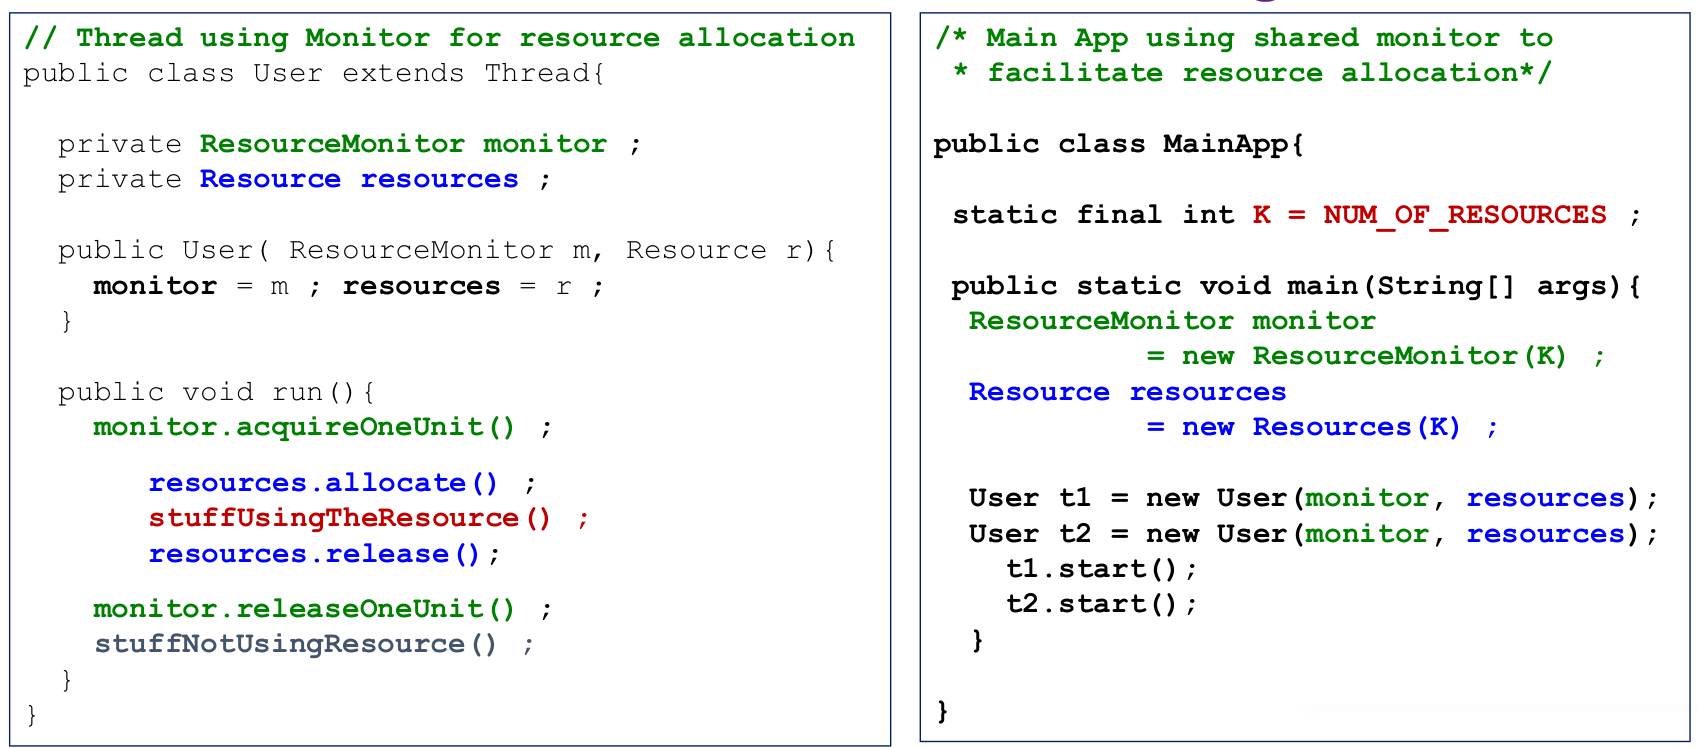 // Thread using Monitor for resource allocation
public class User extends Thread{
private ResourceMonitor monitor ;
private Resource resources ;
public User( ResourceMonitor m, Resource r){
monitor = m ; resources = r ;
}
public void run(){
monitor.acquireOneUnit() ;
resources.allocate() ;
stuffUsingTheResource() ;
resources.release();
monitor.releaseOneUnit() ;
stuffNotUsingResource() ;
}
}
/* Main App using shared monitor to
* facilitate resource allocation*/
public class MainApp{
static final int K = NUM_OF_RESOURCES ;
public static void main(String[] args){
ResourceMonitor monitor
= new ResourceMonitor(K) ;
Resource resources
= new Resources(K) ;
User t1 = new User(monitor, resources);
User t2 = new User(monitor, resources);
t1.start();
t2.start();
}
}